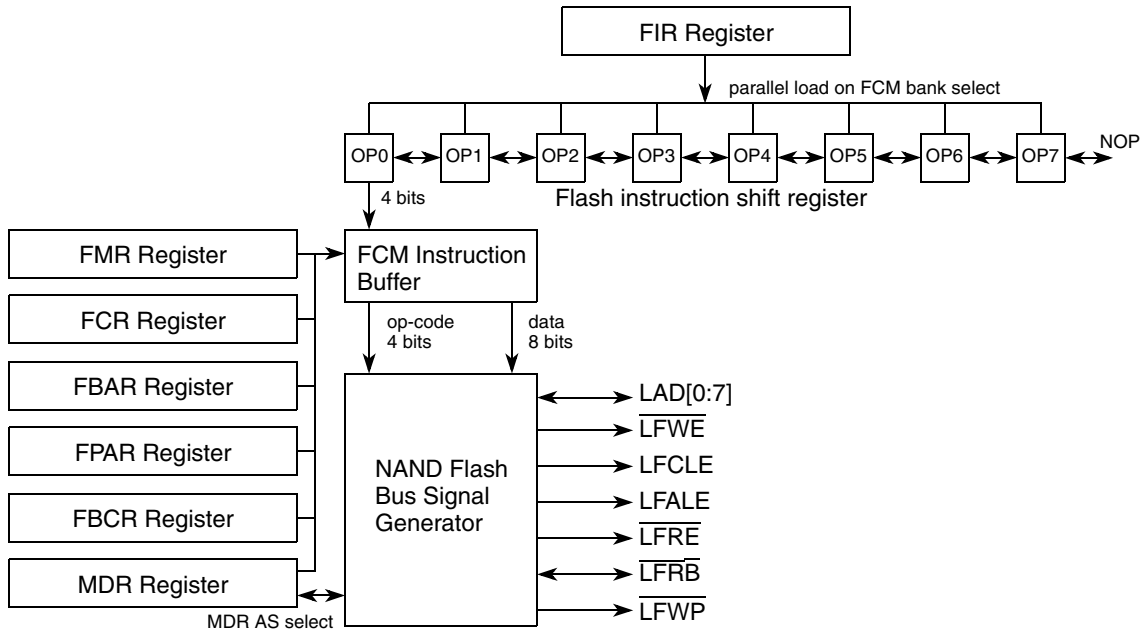 FIR Register
parallel load on FCM bank select
OP0 OP1 OP2 OP3 OP4 OP5 OP6 OP7 NOP
4 bits
Flash instruction shift register
FMR Register
FCM Instruction
Buffer
FCR Register
op-code
4 bits
data
8 bits
FBAR Register
FPAR Register
FBCR Register
MDR Register
MDR AS select
NAND Flash
Bus Signal
Generator
LAD[0:7]
LFWE
LFCLE
LFALE
LFRE
LFRB
LFWP